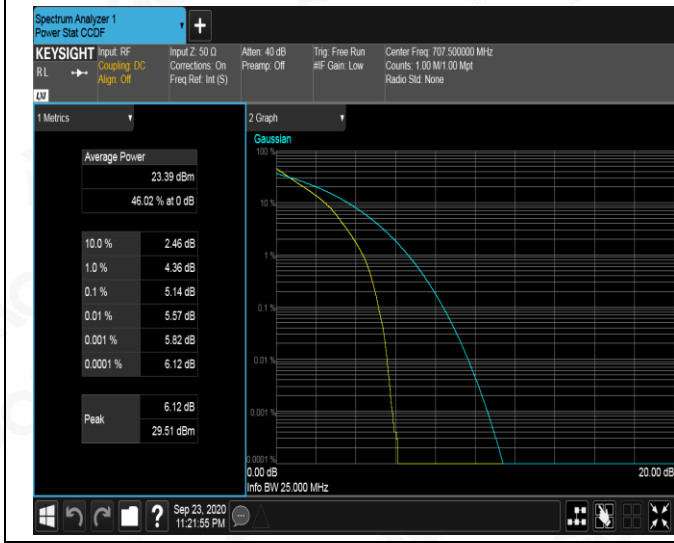 Spectrum Analyzer 1
Power Stat CCDF
+
KEYSIGHT
RL
LXI
Input: RF
Coupling: DC
Align: Off
Input Z: 50 Ω
Corrections: On
Freq Ref: Int (S)
Atten: 40 dB
Preamp: Off
Trig: Free Run
#IF Gain: Low
Center Freq: 707.500000 MHz
Counts: 1.00 M/1.00 Mpt
Radio Std: None
1 Metrics
Average Power
23.39 dBm
46.02 % at 0 dB
10.0 % 2.46 dB
1.0 % 4.36 dB
0.1 % 5.14 dB
0.01 % 5.57 dB
0.001 % 5.82 dB
0.0001 % 6.12 dB
Peak 6.12 dB
29.51 dBm
2 Graph
Gaussian
100 %
10 %
1 %
0.1 %
0.01 %
0.001 %
0.0001 %
0.00 dB 20.00 dB
Info BW 25.000 MHz
?
Sep 23, 2020
11:21:55 PM